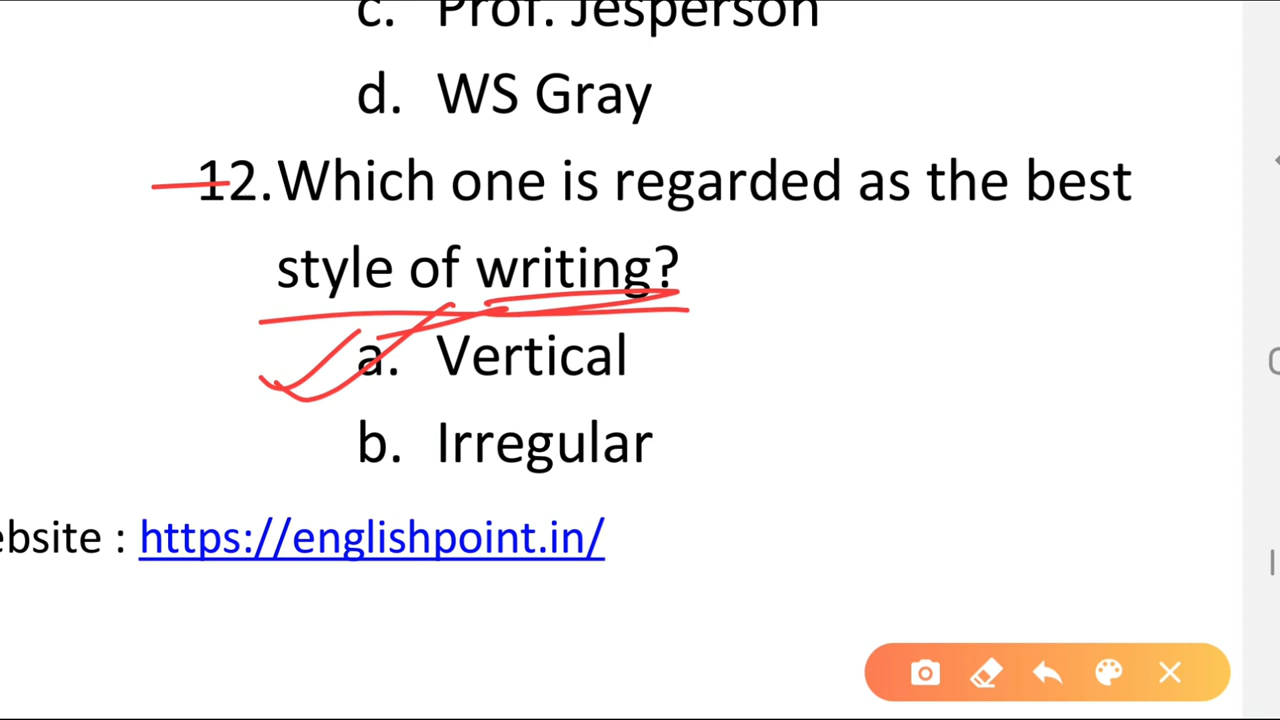 c. Prof. Jesperson
d. WS Gray
12. Which one is regarded as the best
style of writing?
a. Vertical
b. Irregular
ebsite : https://englishpoint.in/